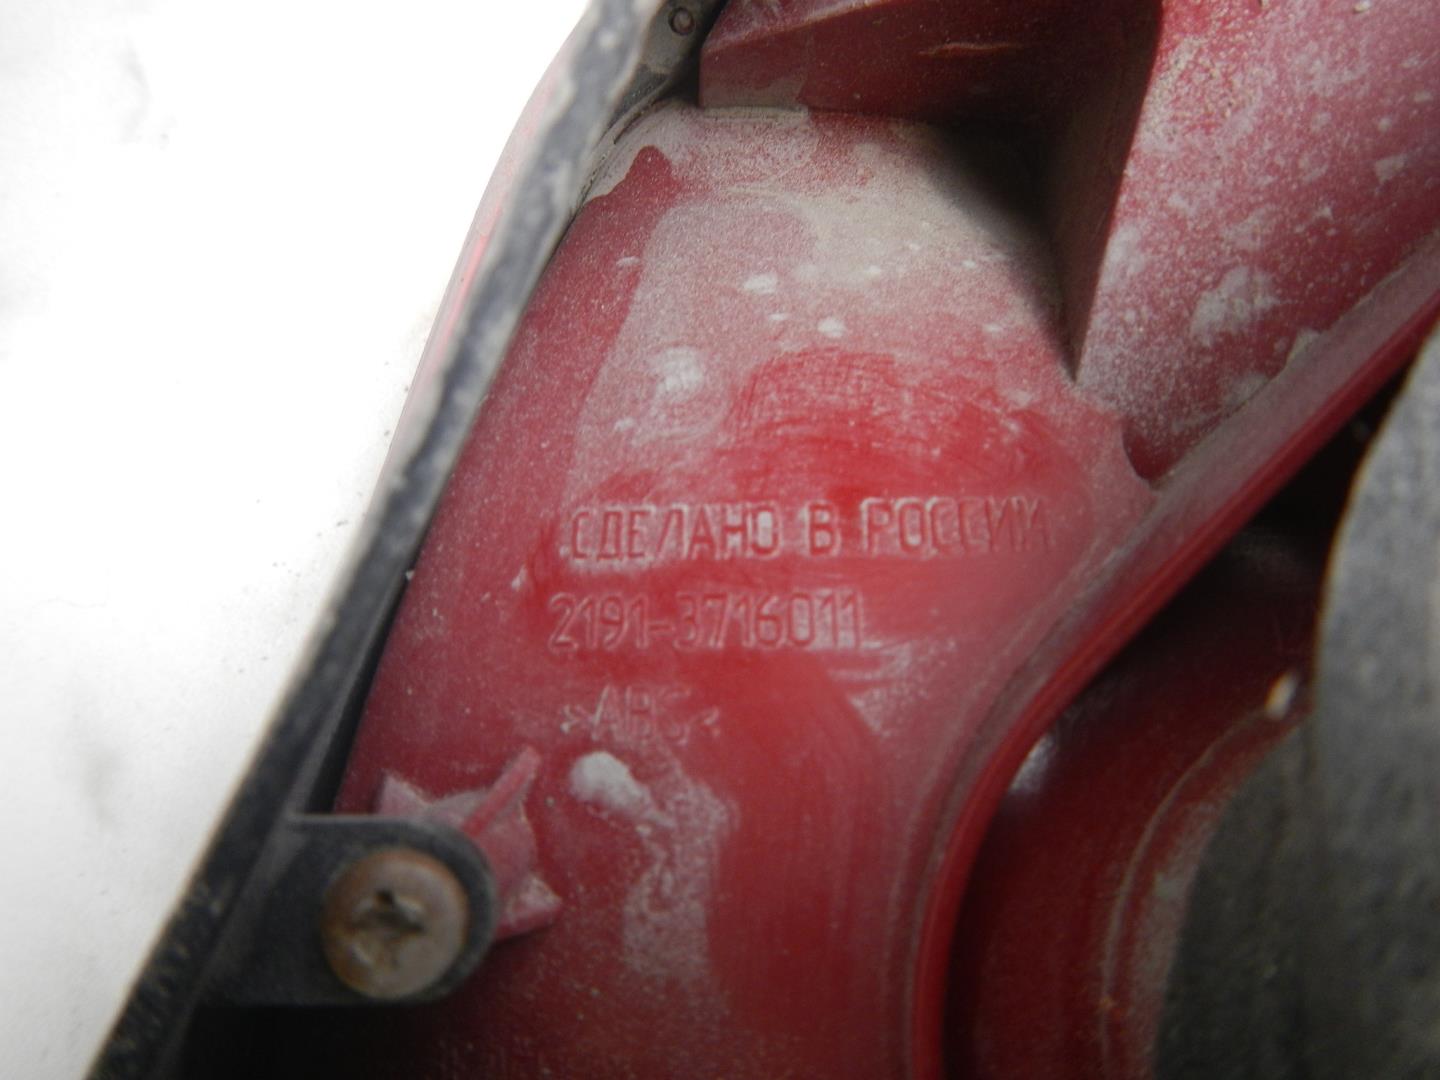 СДЕЛАНО В РОССИИ
2191-3716011
>ABS<